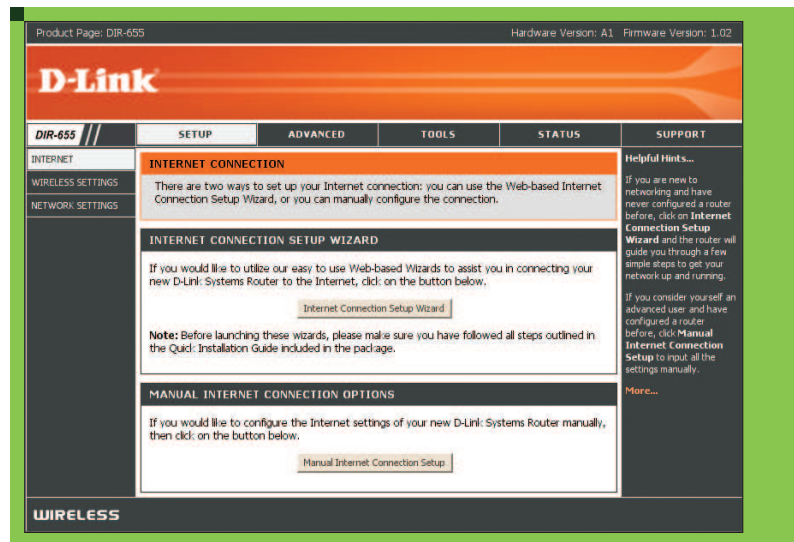 Product Page: DIR-655
Hardware Version: A1 Firmware Version: 1.02
D-Link
DIR-655
SETUP
ADVANCED
TOOLS
STATUS
SUPPORT
INTERNET
WIRELESS SETTINGS
NETWORK SETTINGS
INTERNET CONNECTION
There are two ways to set up your Internet connection: you can use the Web-based Internet
Connection Setup Wizard, or you can manually configure the connection.
INTERNET CONNECTION SETUP WIZARD
If you would like to utilize our easy to use Web-based Wizards to assist you in connecting your
new D-Link Systems Router to the Internet, click on the button below.
Internet Connection Setup Wizard
Note: Before launching these wizards, please make sure you have followed all steps outlined in
the Quick Installation Guide included in the package.
MANUAL INTERNET CONNECTION OPTIONS
If you would like to configure the Internet settings of your new D-Link Systems Router manually,
then click on the button below.
Manual Internet Connection Setup
Helpful Hints...
If you are new to
networking and have
never configured a router
before, click on Internet
Connection Setup
Wizard and the router will
guide you through a few
simple steps to get your
network up and running.
If you consider yourself an
advanced user and have
configured a router
before, click Manual
Internet Connection
Setup to input all the
settings manually.
More...
WIRELESS